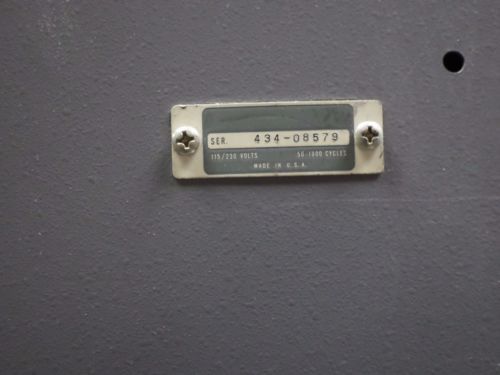 SER. 434-08579
115/230 VOLTS 50-1000 CYCLES
MADE IN U.S.A.